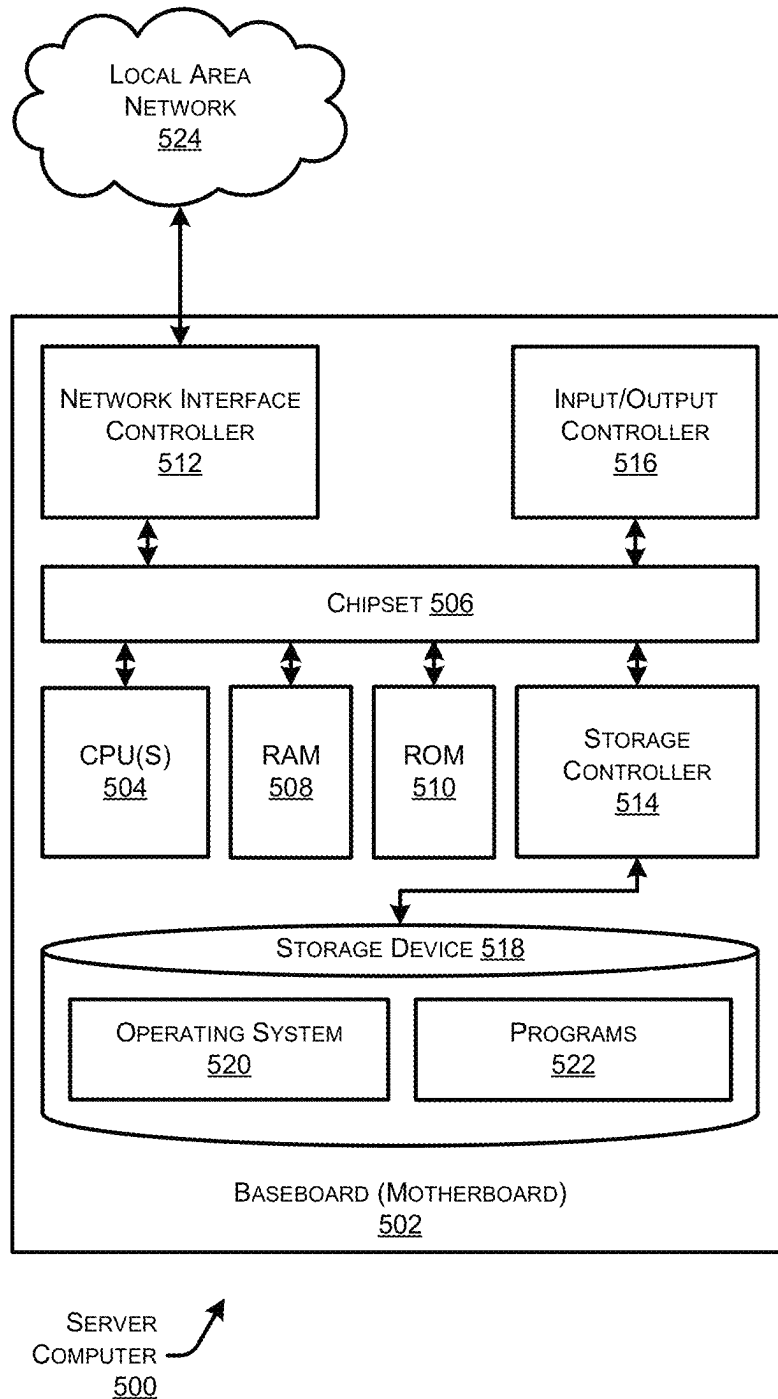 LOCAL AREA
NETWORK
524
NETWORK INTERFACE
CONTROLLER
512
INPUT/OUTPUT
CONTROLLER
516
CHIPSET 506
CPU(S)
504
RAM
508
ROM
510
STORAGE
CONTROLLER
514
STORAGE DEVICE 518
OPERATING SYSTEM
520
PROGRAMS
522
BASEBOARD (MOTHERBOARD)
502
SERVER
COMPUTER
500